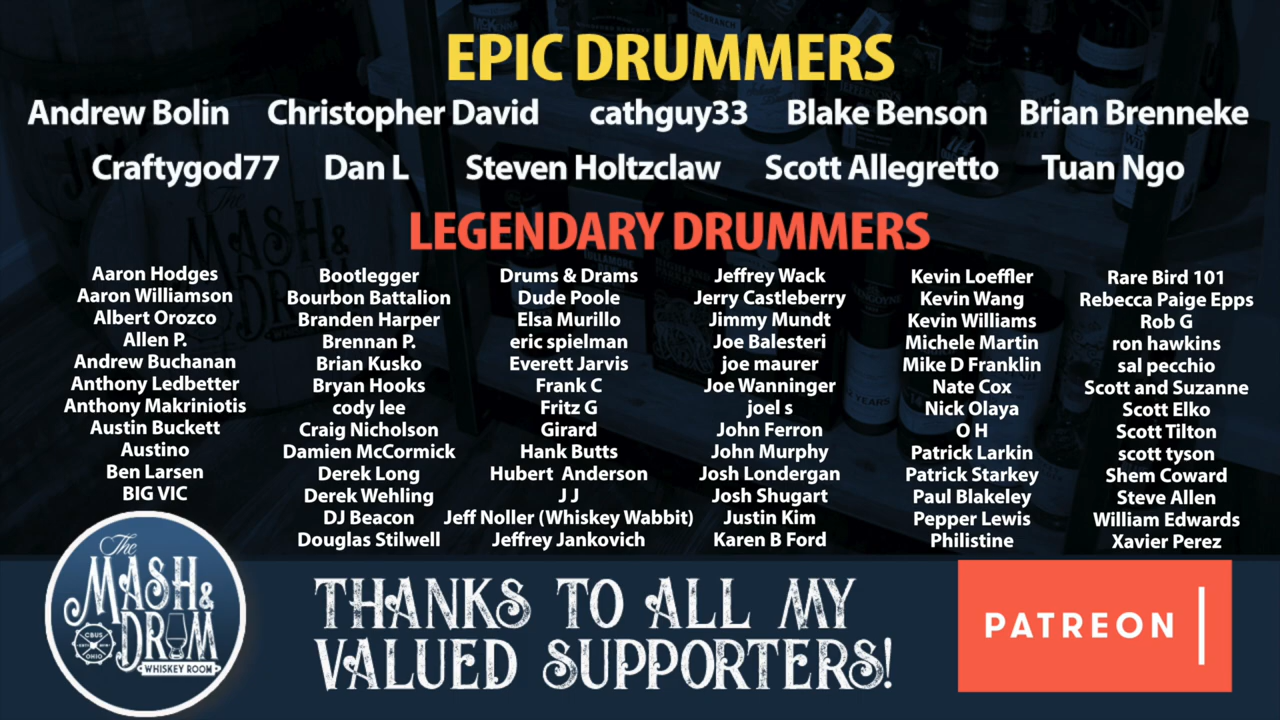 EPIC DRUMMERS
Andrew Bolin Christopher David cathguy33 Blake Benson Brian Brenneke
Craftygod77 Dan L Steven Holtzclaw Scott Allegretto Tuan Ngo
LEGENDARY DRUMMERS
Aaron Hodges
Aaron Williamson
Albert Orozco
Allen P.
Andrew Buchanan
Anthony Ledbetter
Anthony Makriniotis
Austin Buckett
Austino
Ben Larsen
BIG VIC
Bootlegger
Bourbon Battalion
Branden Harper
Brennan P.
Brian Kusko
Bryan Hooks
cody lee
Craig Nicholson
Damien McCormick
Derek Long
Derek Wehling
DJ Beacon
Douglas Stilwell
Drums & Drams
Dude Poole
Elsa Murillo
eric spielman
Everett Jarvis
Frank C
Fritz G
Girard
Hank Butts
Hubert Anderson
J J
Jeff Noller (Whiskey Wabbit)
Jeffrey Jankovich
Jeffrey Wack
Jerry Castleberry
Jimmy Mundt
Joe Balesteri
joe maurer
Joe Wanninger
joel s
John Ferron
John Murphy
Josh Londergan
Josh Shugart
Justin Kim
Karen B Ford
Kevin Loeffler
Kevin Wang
Kevin Williams
Michele Martin
Mike D Franklin
Nate Cox
Nick Olaya
O H
Patrick Larkin
Patrick Starkey
Paul Blakeley
Pepper Lewis
Philistine
Rare Bird 101
Rebecca Paige Epps
Rob G
ron hawkins
sal pecchio
Scott and Suzanne
Scott Elko
Scott Tilton
scott tyson
Shem Coward
Steve Allen
William Edwards
Xavier Perez
The
MASH &
DRUM
CBUS
OHIO
WHISKEY ROOM
THANKS TO ALL MY
VALUED SUPPORTERS!
PATREON